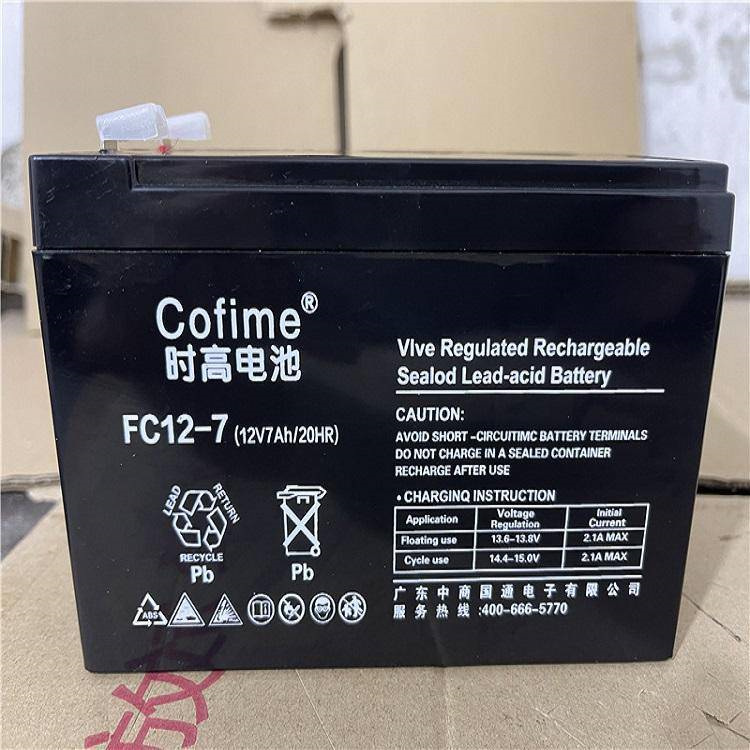 Cofime®
时高电池
FC12-7 (12V7Ah/20HR)
LEAD RETURN
RECYCLE
Pb
Pb
ABS
Vlve Regulated Rechargeable
Sealod Lead-acid Battery
CAUTION:
AVOID SHORT -CIRCUITIMC BATTERY TERMINALS
DO NOT CHARGE IN A SEALED CONTAINER
RECHARGE AFTER USE
• CHARGINQ INSTRUCTION
Application Voltage Regulation Initial Current
Floating use 13.6-13.8V 2.1A MAX
Cycle use 14.4-15.0V 2.1A MAX
广东中商国通电子有限公司
服务热线:400-666-5770